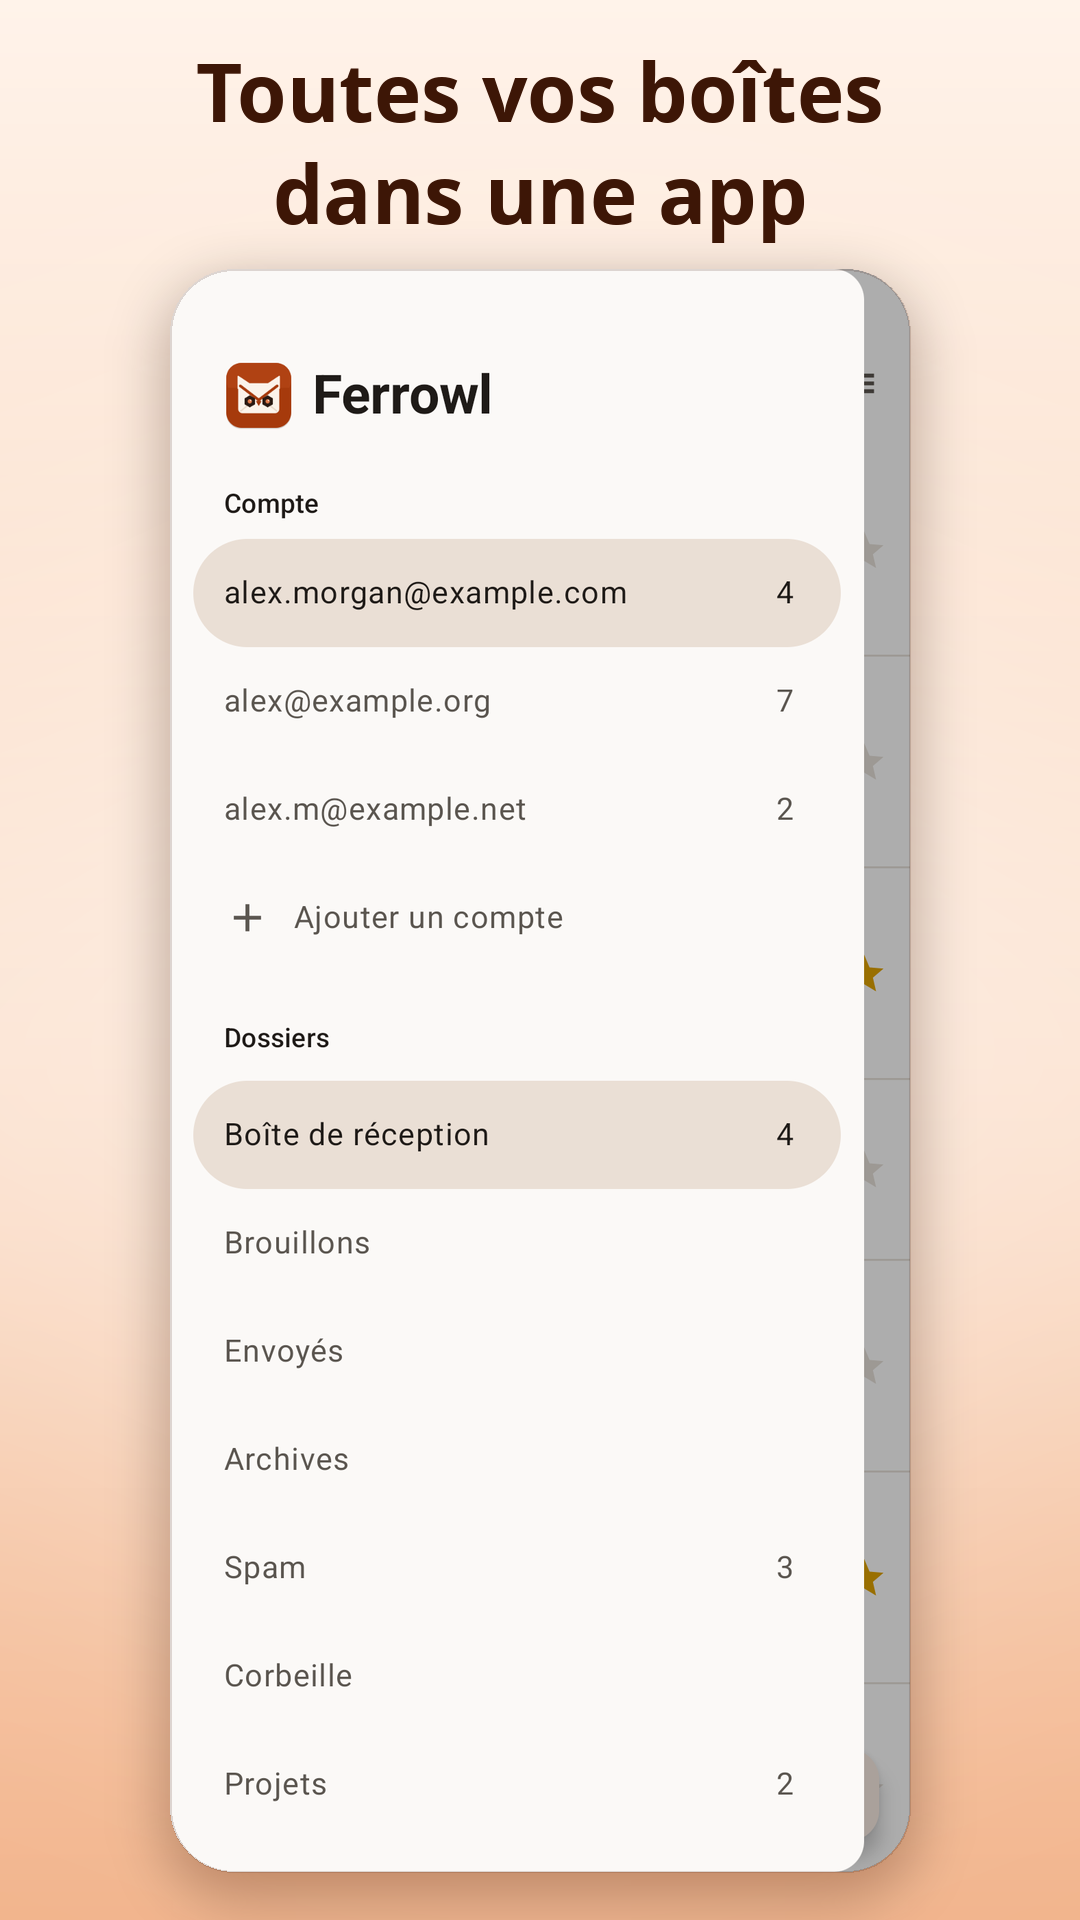 Toutes vos boîtes
dans une app
Ferrowl
Compte
alex.morgan@example.com 4
alex@example.org 7
alex.m@example.net 2
Ajouter un compte
Dossiers
Boîte de réception 4
Brouillons
Envoyés
Archives
Spam 3
Corbeille
Projets 2